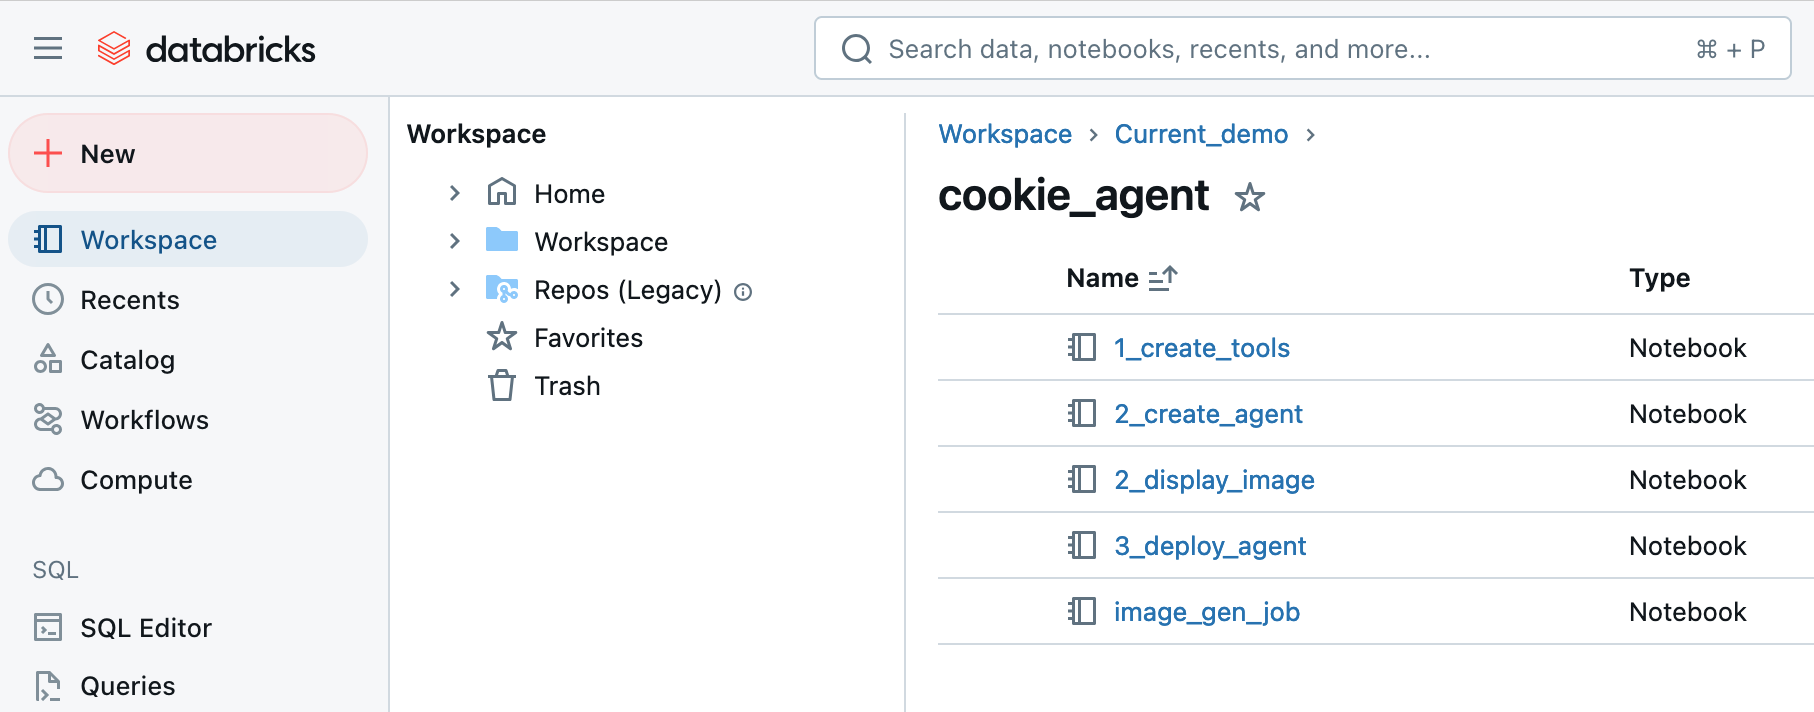 databricks
Search data, notebooks, recents, and more...
⌘ + P
New
Workspace
Recents
Catalog
Workflows
Compute
SQL
SQL Editor
Queries
Workspace
Home
Workspace
Repos (Legacy)
Favorites
Trash
Workspace > Current_demo >
cookie_agent
Name Type
1_create_tools Notebook
2_create_agent Notebook
2_display_image Notebook
3_deploy_agent Notebook
image_gen_job Notebook